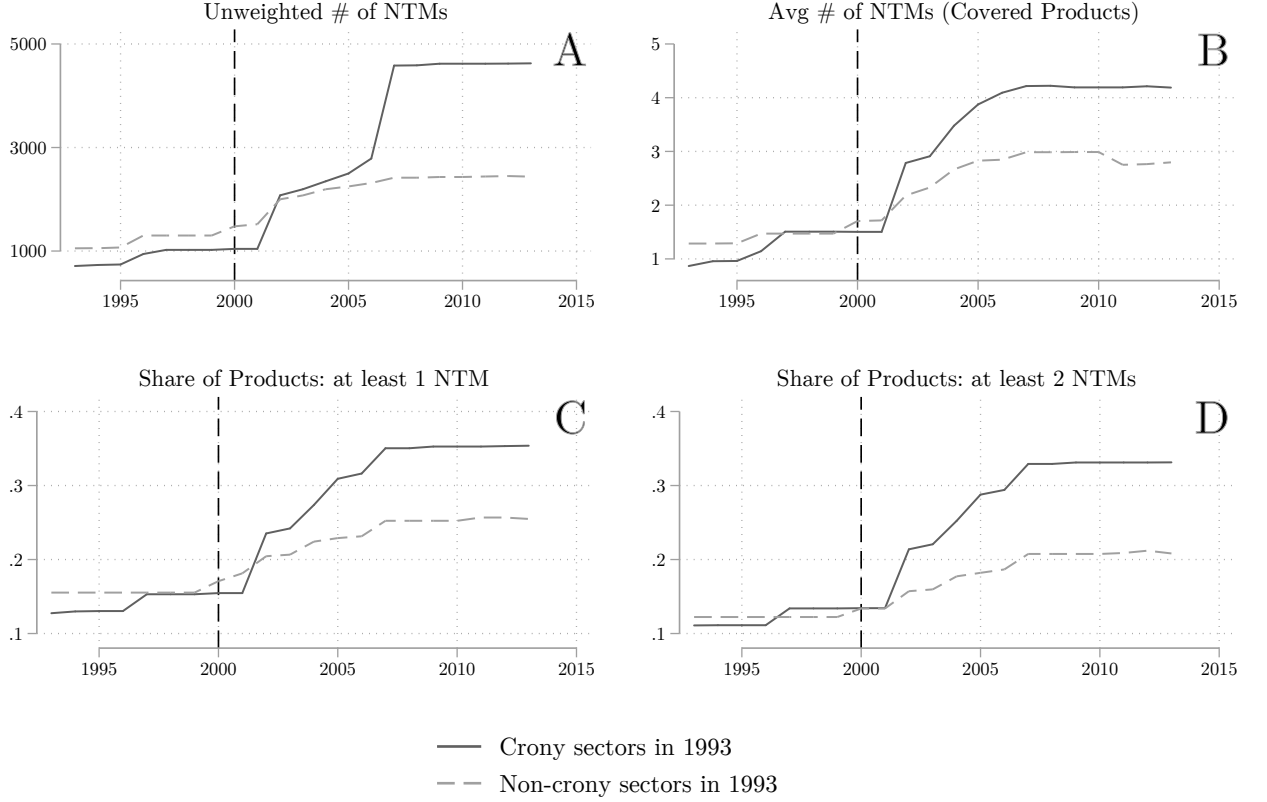 Unweighted # of NTMs
A
5000
3000
1000
1995 2000 2005 2010 2015
Avg # of NTMs (Covered Products)
B
5
4
3
2
1
1995 2000 2005 2010 2015
Share of Products: at least 1 NTM
C
.4
.3
.2
.1
1995 2000 2005 2010 2015
Share of Products: at least 2 NTMs
D
.4
.3
.2
.1
1995 2000 2005 2010 2015
Crony sectors in 1993
Non-crony sectors in 1993